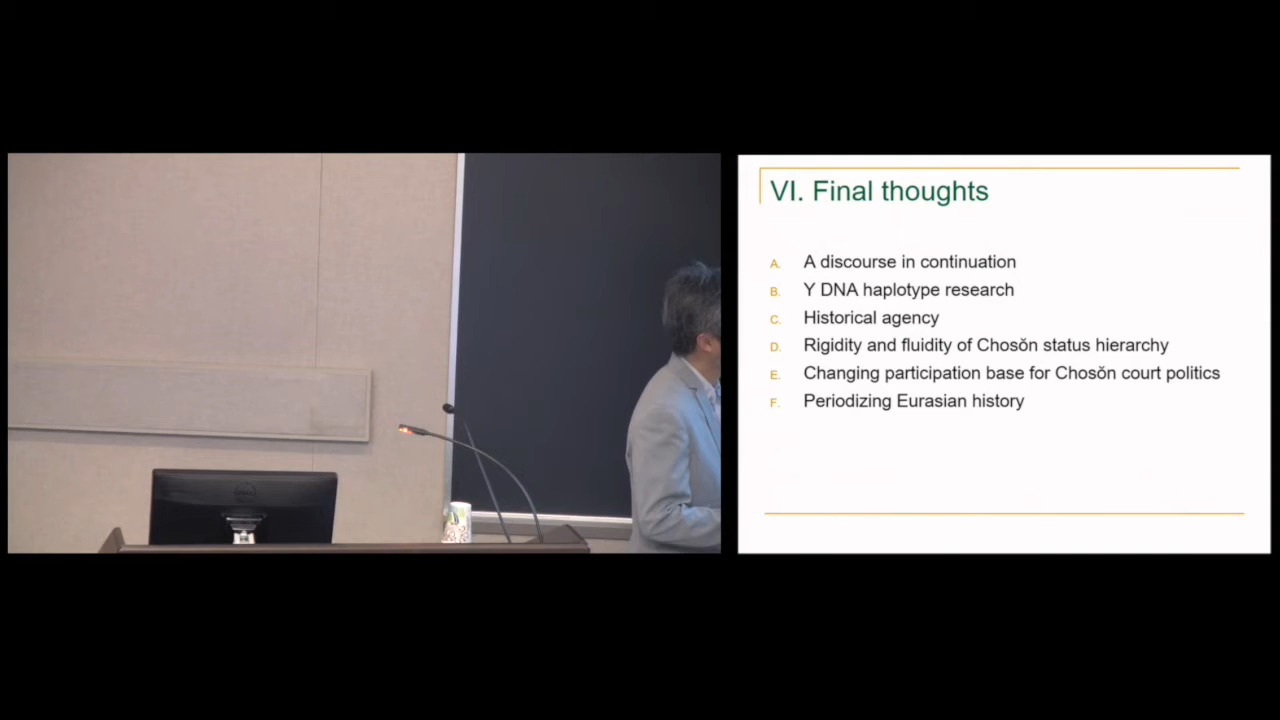 VI. Final thoughts
A. A discourse in continuation
B. Y DNA haplotype research
C. Historical agency
D. Rigidity and fluidity of Chosŏn status hierarchy
E. Changing participation base for Chosŏn court politics
F. Periodizing Eurasian history
DELL